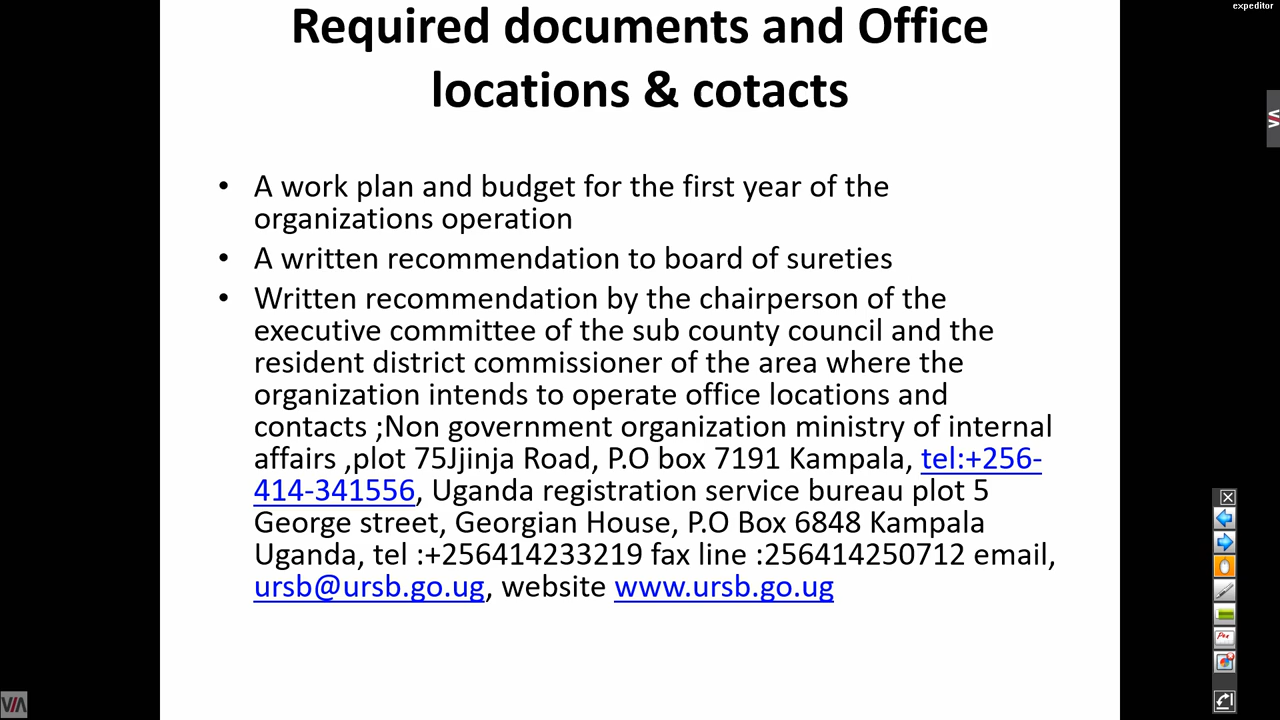 expeditor
Required documents and Office
locations & cotacts
• A work plan and budget for the first year of the
organizations operation
• A written recommendation to board of sureties
• Written recommendation by the chairperson of the
executive committee of the sub county council and the
resident district commissioner of the area where the
organization intends to operate office locations and
contacts ;Non government organization ministry of internal
affairs ,plot 75Jjinja Road, P.O box 7191 Kampala, tel:+256-
414-341556, Uganda registration service bureau plot 5
George street, Georgian House, P.O Box 6848 Kampala
Uganda, tel :+256414233219 fax line :256414250712 email,
ursb@ursb.go.ug, website www.ursb.go.ug
VIA